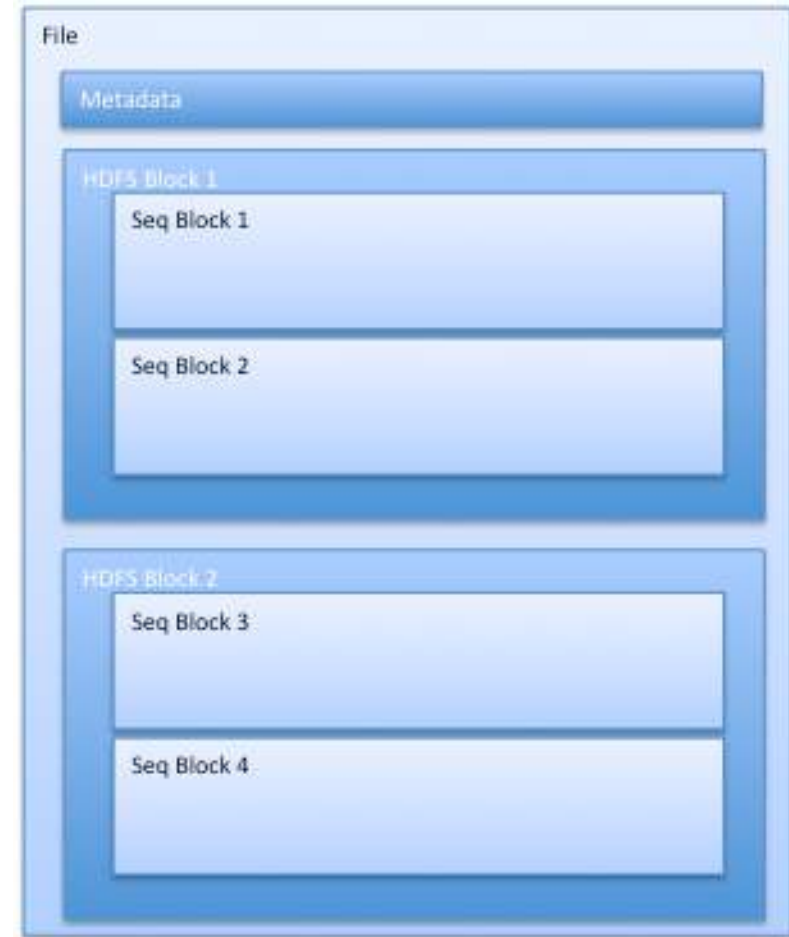 File
Metadata
HDFS Block 1
Seq Block 1
Seq Block 2
HDFS Block 2
Seq Block 3
Seq Block 4